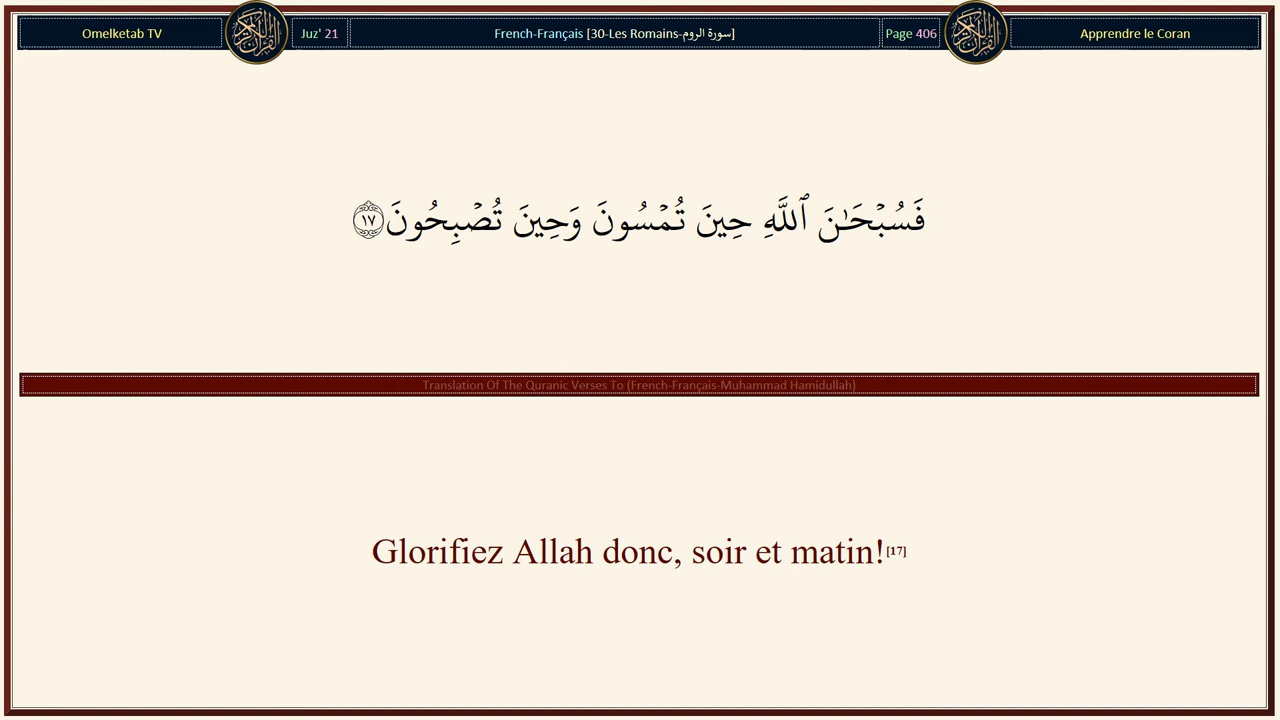 Omelketab TV
Juz' 21
French-Français [30-Les Romains-سورة الروم]
Page 406
Apprendre le Coran
فَسُبۡحَـٰنَ ٱللَّهِ حِينَ تُمۡسُونَ وَحِينَ تُصۡبِحُونَ ١٧
Translation Of The Quranic Verses To (French-Français-Muhammad Hamidullah)
Glorifiez Allah donc, soir et matin![17]